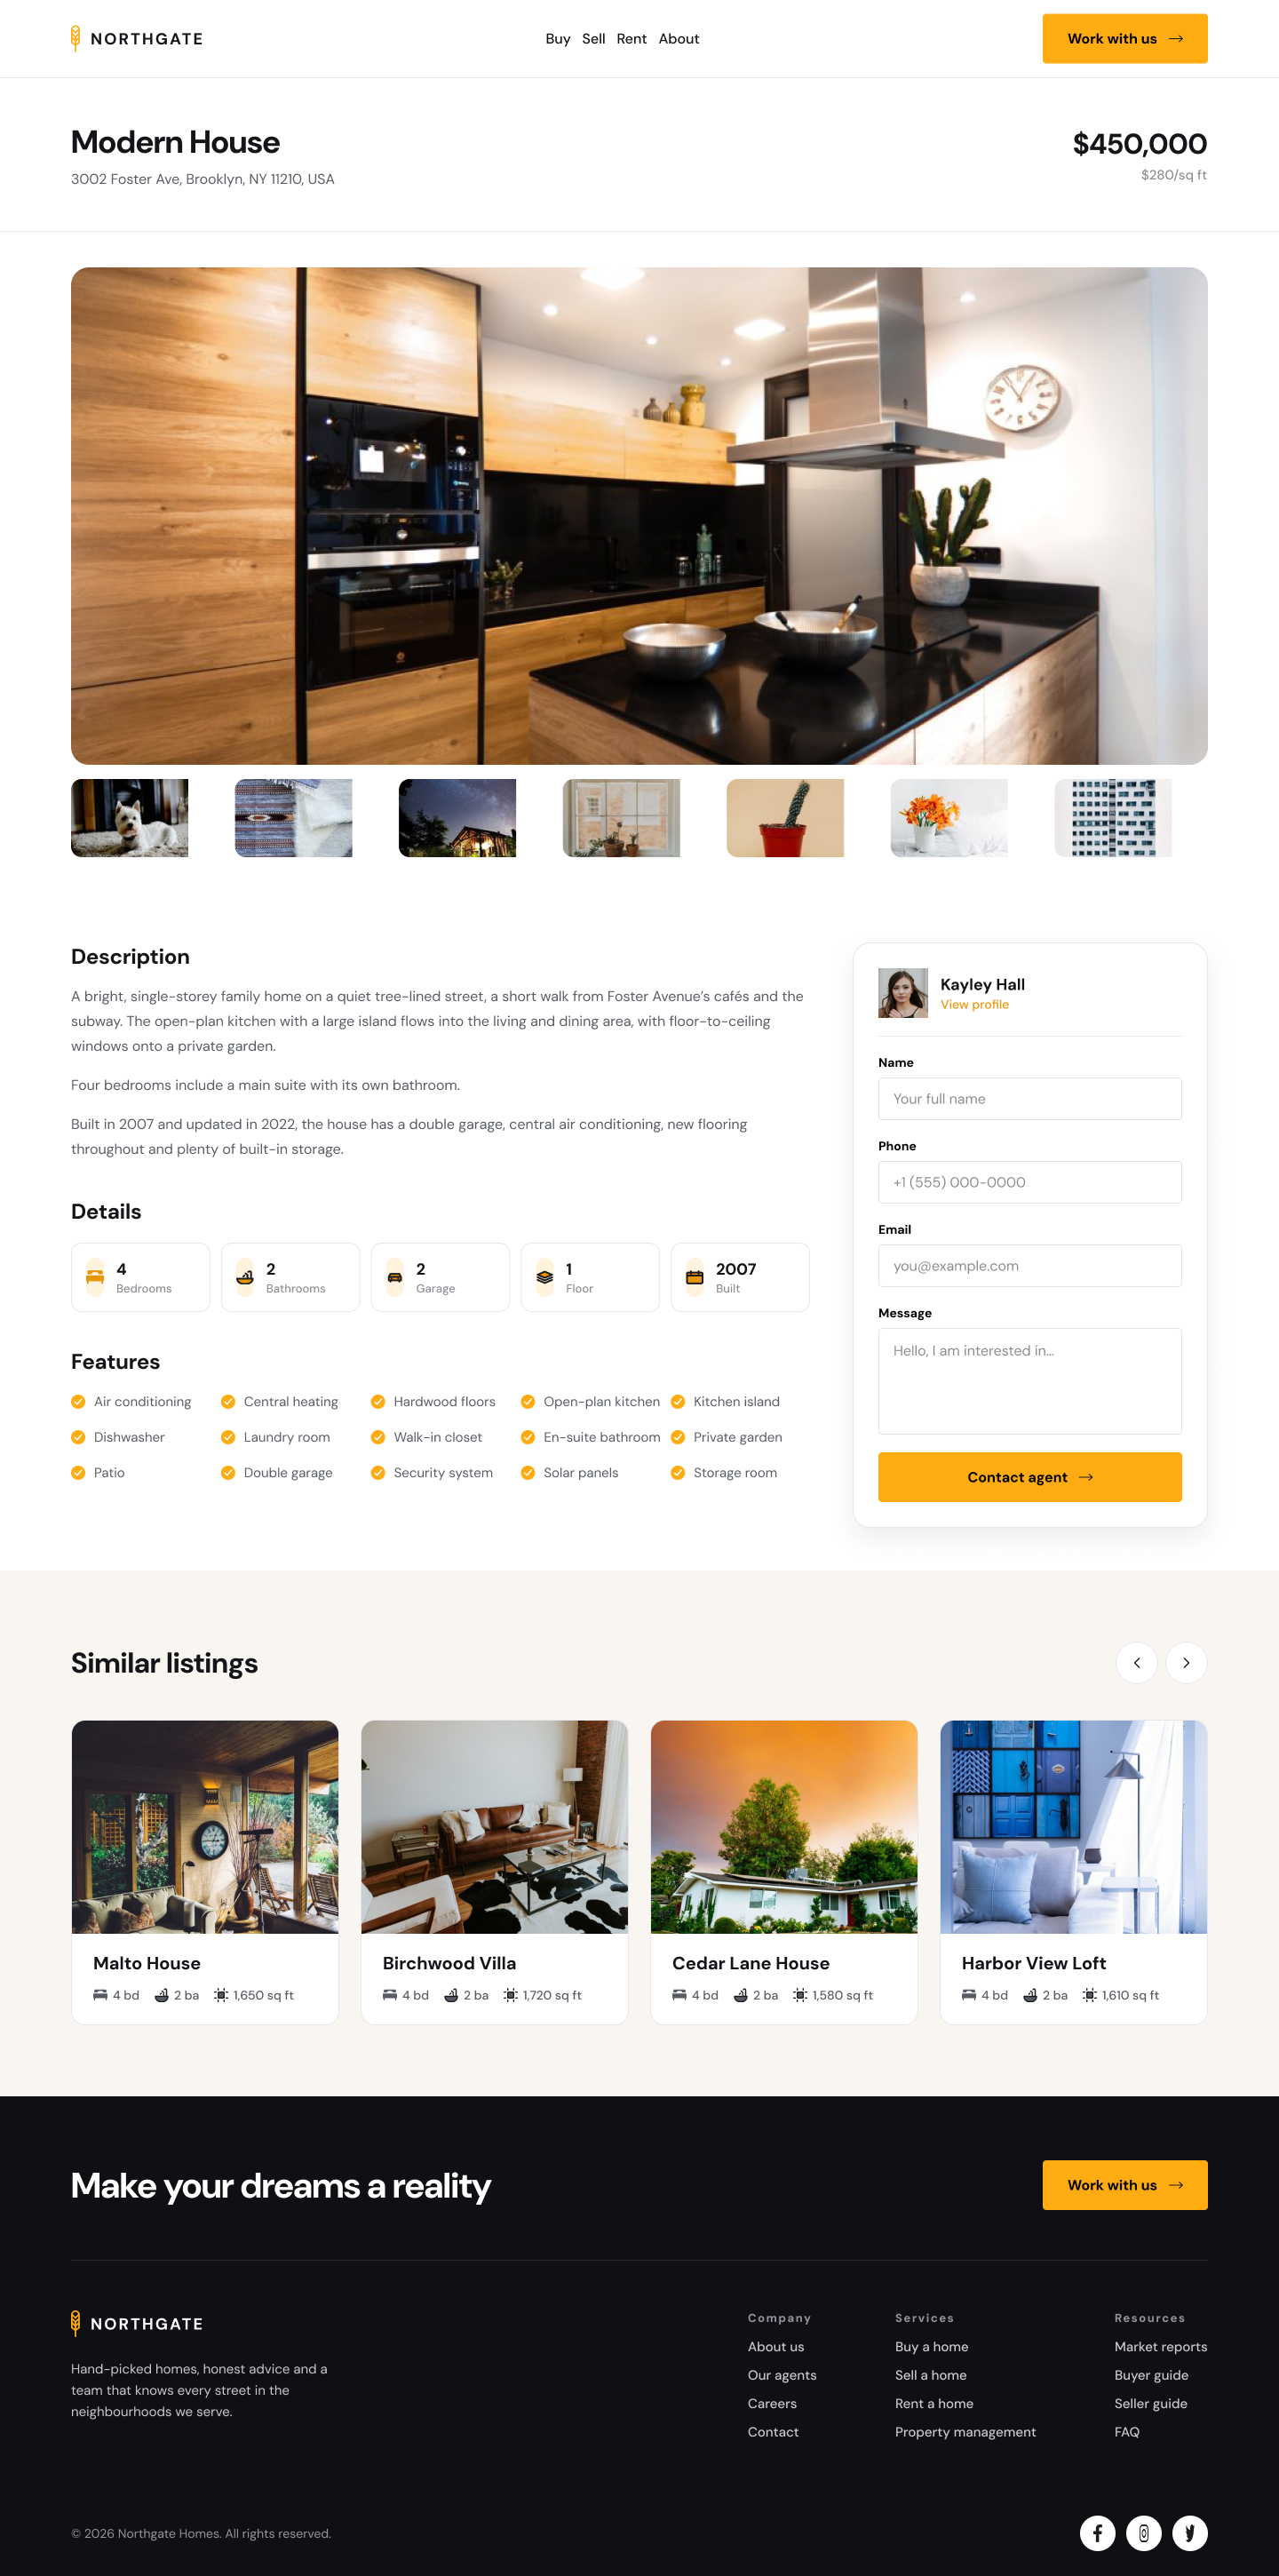 NORTHGATE
Buy Sell Rent About
Work with us
Modern House
3002 Foster Ave, Brooklyn, NY 11210, USA
$450,000
$280/sq ft
Description
A bright, single-storey family home on a quiet tree-lined street, a short walk from Foster Avenue’s cafés and the
subway. The open-plan kitchen with a large island flows into the living and dining area, with floor-to-ceiling
windows onto a private garden.
Four bedrooms include a main suite with its own bathroom.
Built in 2007 and updated in 2022, the house has a double garage, central air conditioning, new flooring
throughout and plenty of built-in storage.
Details
4
Bedrooms
2
Bathrooms
2
Garage
1
Floor
2007
Built
Features
Air conditioning
Central heating
Hardwood floors
Open-plan kitchen
Kitchen island
Dishwasher
Laundry room
Walk-in closet
En-suite bathroom
Private garden
Patio
Double garage
Security system
Solar panels
Storage room
Kayley Hall
View profile
Name
Your full name
Phone
+1 (555) 000-0000
Email
you@example.com
Message
Hello, I am interested in...
Contact agent
Similar listings
Malto House
4 bd 2 ba 1,650 sq ft
Birchwood Villa
4 bd 2 ba 1,720 sq ft
Cedar Lane House
4 bd 2 ba 1,580 sq ft
Harbor View Loft
4 bd 2 ba 1,610 sq ft
Make your dreams a reality
Work with us
NORTHGATE
Hand-picked homes, honest advice and a
team that knows every street in the
neighbourhoods we serve.
Company
About us
Our agents
Careers
Contact
Services
Buy a home
Sell a home
Rent a home
Property management
Resources
Market reports
Buyer guide
Seller guide
FAQ
© 2026 Northgate Homes. All rights reserved.